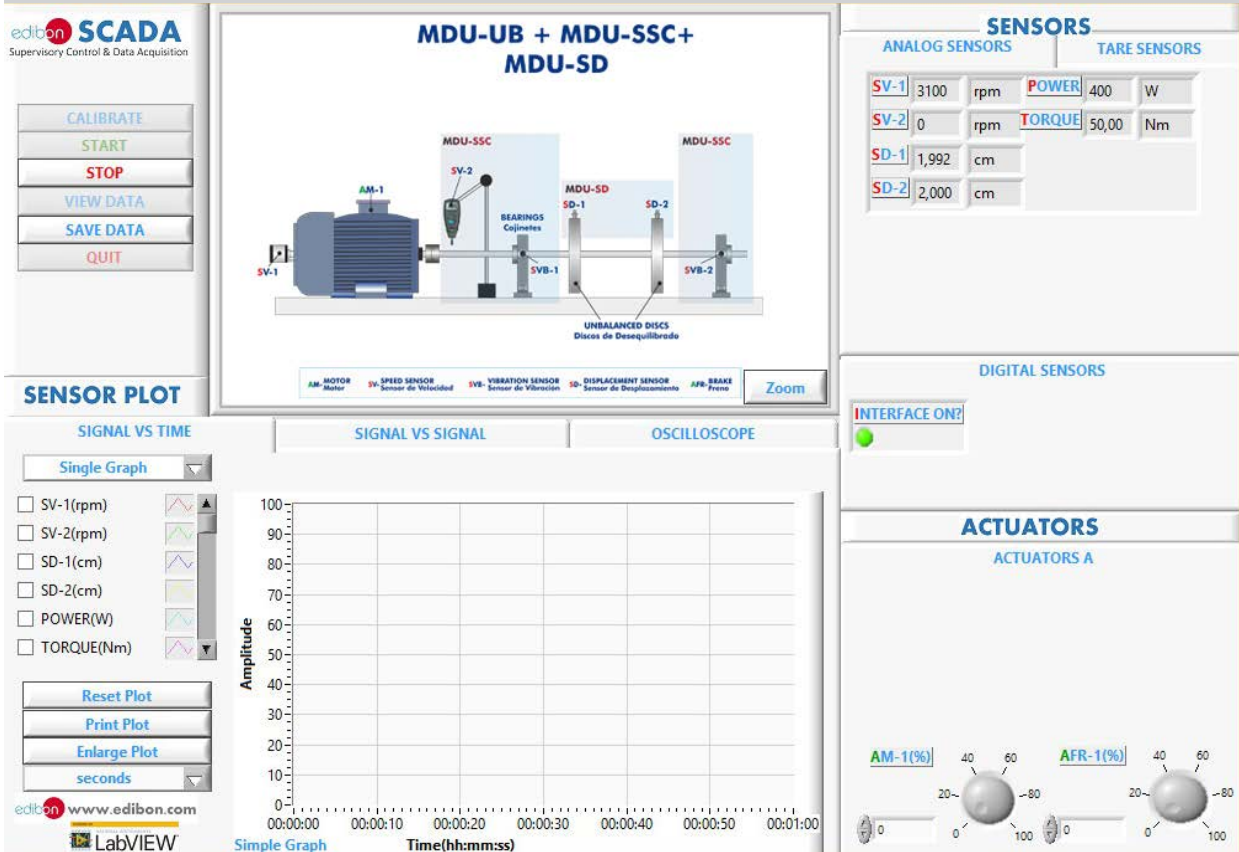 edibon SCADA
Supervisory Control & Data Acquisition
CALIBRATE
START
STOP
VIEW DATA
SAVE DATA
QUIT
MDU-UB + MDU-SSC+
MDU-SD
MDU-SSC
MDU-SSC
SV-2
AM-1
MDU-SD
SD-1
SD-2
BEARINGS
Cojinetes
SV-1
SVB-1
SVB-2
UNBALANCED DISCS
Discos de Desequilibrado
AM- MOTOR
Motor
SV- SPEED SENSOR
Sensor de Velocidad
SVB- VIBRATION SENSOR
Sensor de Vibración
SD- DISPLACEMENT SENSOR
Sensor de Desplazamiento
AFR- BRAKE
Freno
Zoom
SENSORS
ANALOG SENSORS
TARE SENSORS
SV-1 3100 rpm POWER 400 W
SV-2 0 rpm TORQUE 50,00 Nm
SD-1 1,992 cm
SD-2 2,000 cm
DIGITAL SENSORS
INTERFACE ON?
SENSOR PLOT
SIGNAL VS TIME
SIGNAL VS SIGNAL
OSCILLOSCOPE
Single Graph
SV-1(rpm)
SV-2(rpm)
SD-1(cm)
SD-2(cm)
POWER(W)
TORQUE(Nm)
Reset Plot
Print Plot
Enlarge Plot
seconds
edibon www.edibon.com
LabVIEW
Amplitude
100
90
80
70
60
50
40
30
20
10
0
00:00:00 00:00:10 00:00:20 00:00:30 00:00:40 00:00:50 00:01:00
Simple Graph
Time(hh:mm:ss)
ACTUATORS
ACTUATORS A
AM-1(%)
0
0 20 40 60 80 100
AFR-1(%)
0
0 20 40 60 80 100